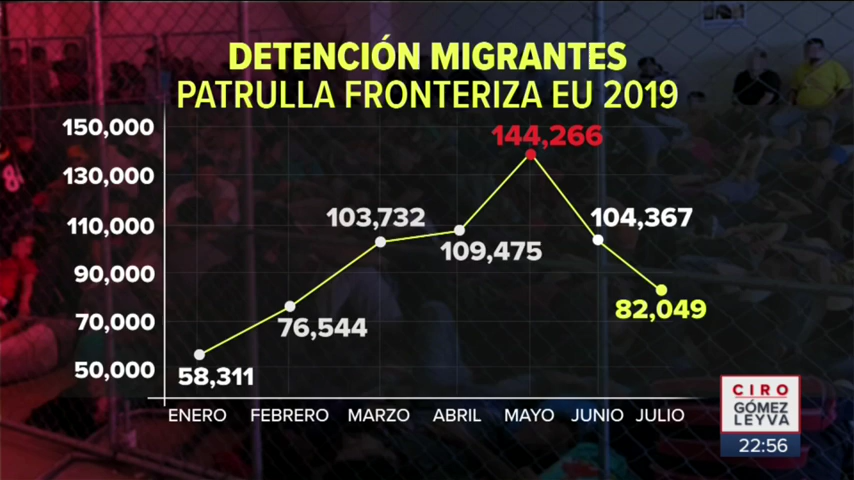 DETENCIÓN MIGRANTES
PATRULLA FRONTERIZA EU 2019
150,000
130,000
110,000
90,000
70,000
50,000
58,311
76,544
103,732
109,475
144,266
104,367
82,049
ENERO FEBRERO MARZO ABRIL MAYO JUNIO JULIO
CIRO
GÓMEZ
LEYVA
22:56